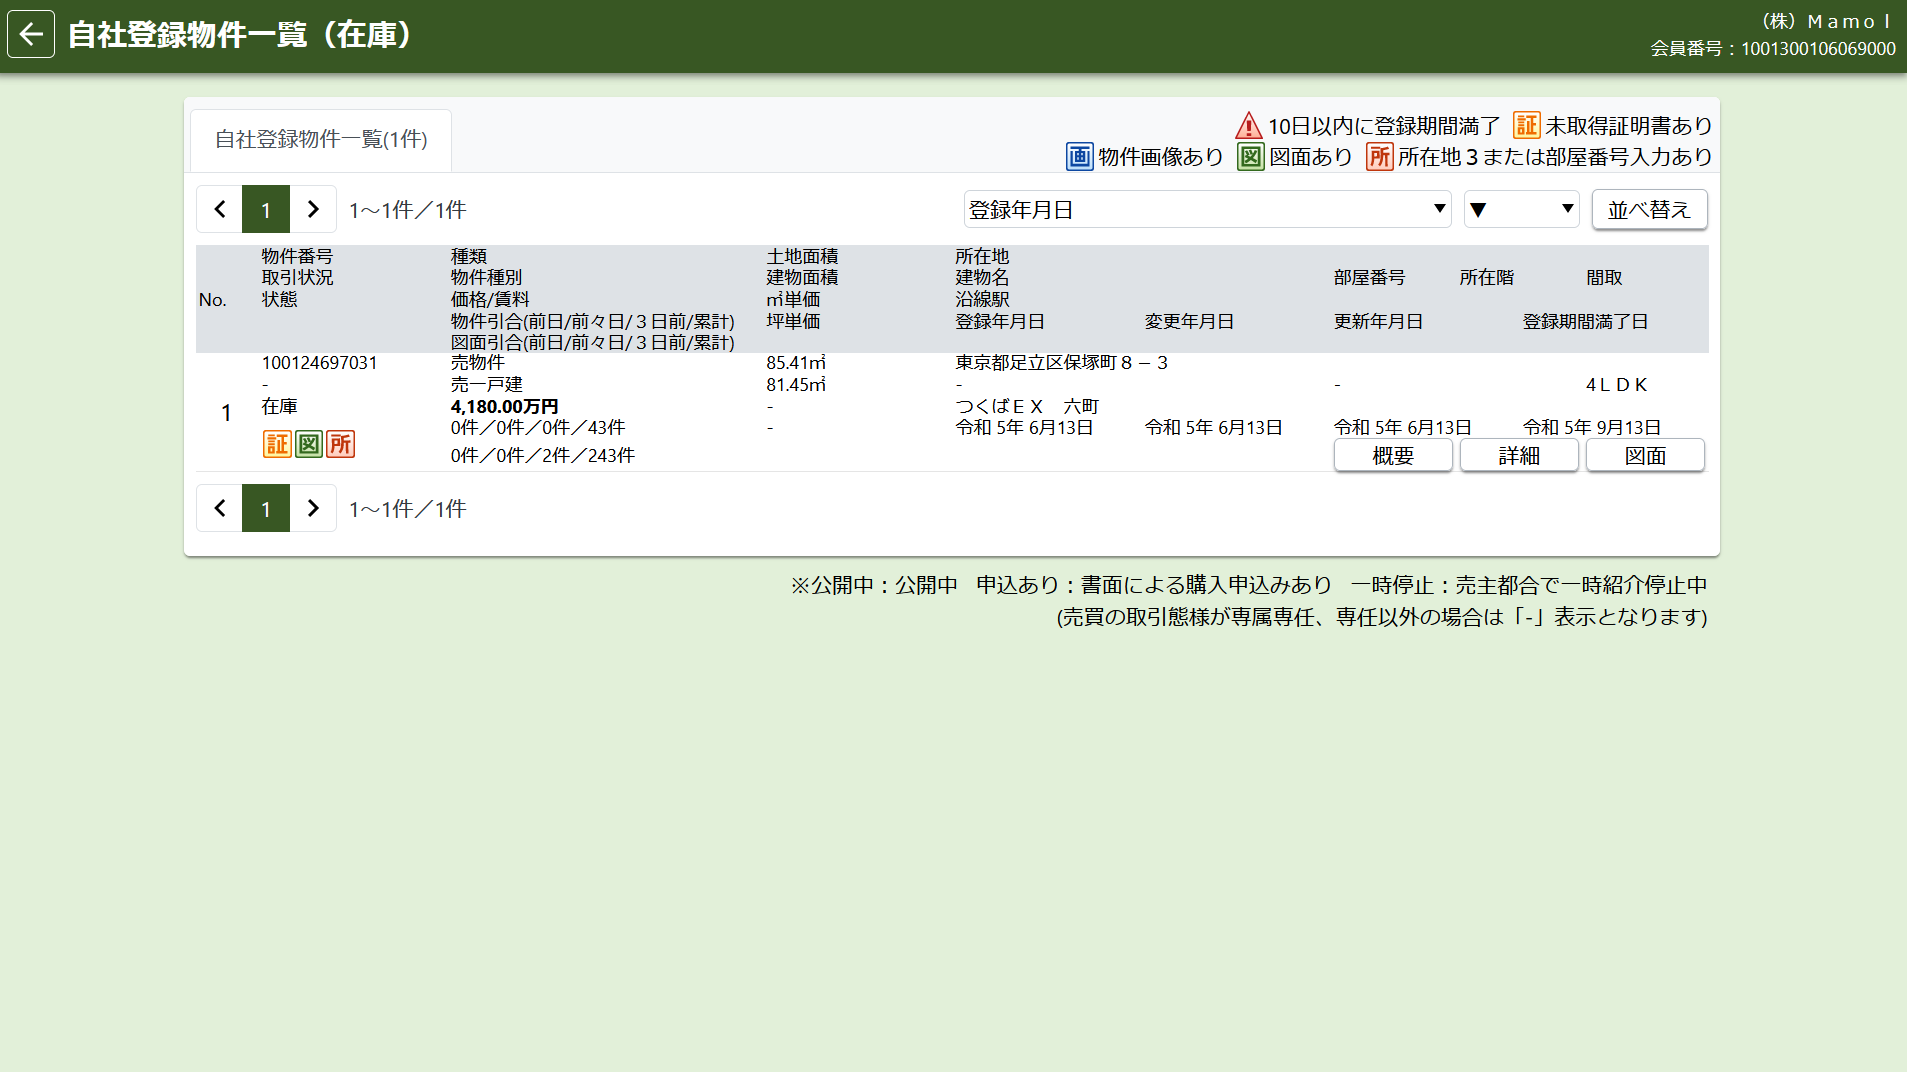 自社登録物件一覧（在庫）
（株）Ｍａｍｏｌ
会員番号：1001300106069000
自社登録物件一覧(1件)
10日以内に登録期間満了 証 未取得証明書あり
画 物件画像あり 図 図面あり 所 所在地３または部屋番号入力あり
1 1～1件／1件 登録年月日 ▼ 並べ替え
物件番号 種類 土地面積 所在地
取引状況 物件種別 建物面積 建物名 部屋番号 所在階 間取
No. 状態 価格/賃料 ㎡単価 沿線駅
物件引合(前日/前々日/３日前/累計) 坪単価 登録年月日 変更年月日 更新年月日 登録期間満了日
図面引合(前日/前々日/３日前/累計)
100124697031 売物件 85.41㎡ 東京都足立区保塚町８－３
- 売一戸建 81.45㎡ - - 4ＬＤＫ
1 在庫 4,180.00万円 - つくばＥＸ　六町
0件／0件／0件／43件 - 令和 5年 6月13日 令和 5年 6月13日 令和 5年 6月13日 令和 5年 9月13日
証 図 所 0件／0件／2件／243件 概要 詳細 図面
1 1～1件／1件
※公開中：公開中 申込あり：書面による購入申込みあり 一時停止：売主都合で一時紹介停止中
(売買の取引態様が専属専任、専任以外の場合は「-」表示となります)